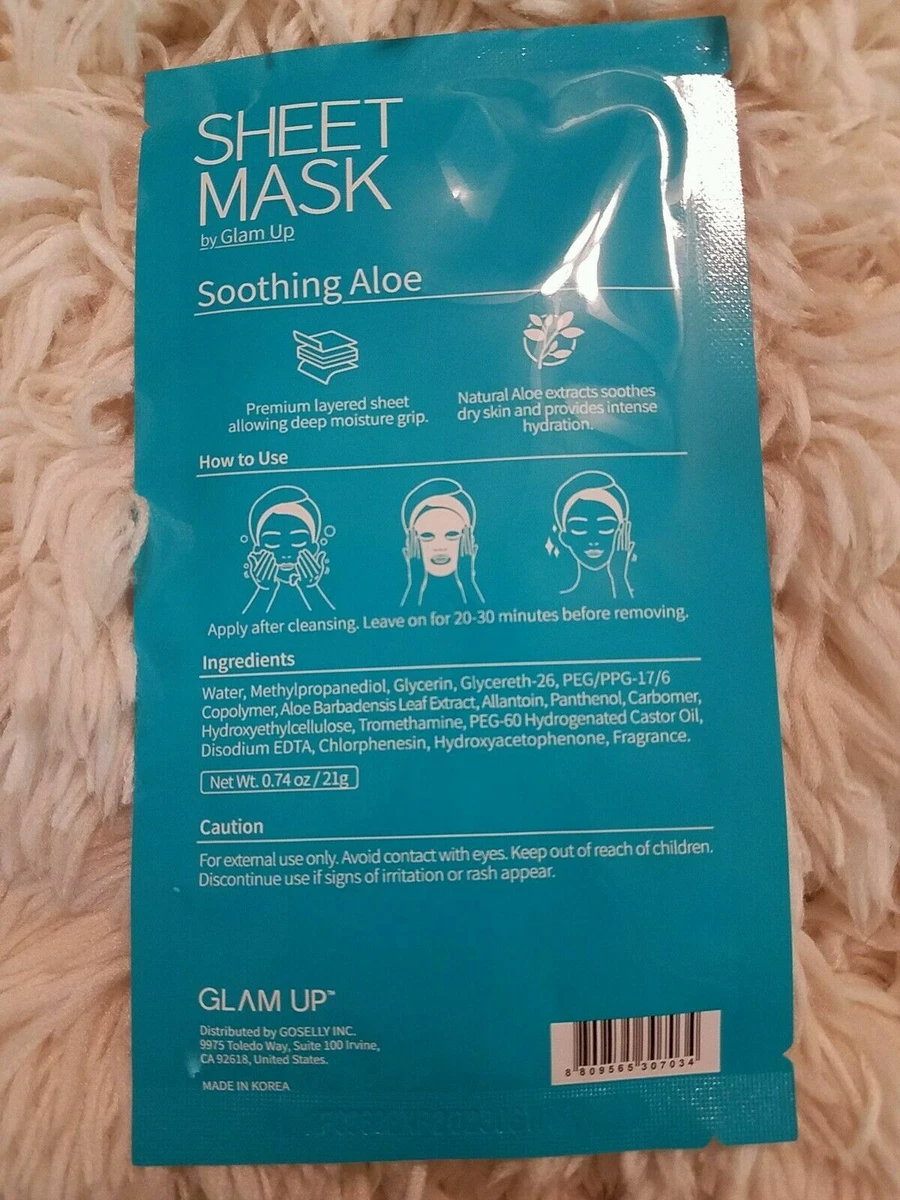 SHEET
MASK
by Glam Up
Soothing Aloe
Premium layered sheet
allowing deep moisture grip.
Natural Aloe extracts soothes
dry skin and provides intense
hydration.
How to Use
Apply after cleansing. Leave on for 20-30 minutes before removing.
Ingredients
Water, Methylpropanediol, Glycerin, Glycereth-26, PEG/PPG-17/6
Copolymer, Aloe Barbadensis Leaf Extract, Allantoin, Panthenol, Carbomer,
Hydroxyethylcellulose, Tromethamine, PEG-60 Hydrogenated Castor Oil,
Disodium EDTA, Chlorphenesin, Hydroxyacetophenone, Fragrance.
Net Wt. 0.74 oz / 21g
Caution
For external use only. Avoid contact with eyes. Keep out of reach of children.
Discontinue use if signs of irritation or rash appear.
GLAM UP™
Distributed by GOSELLY INC.
9975 Toledo Way, Suite 100 Irvine,
CA 92618, United States.
MADE IN KOREA
8 809565 307034